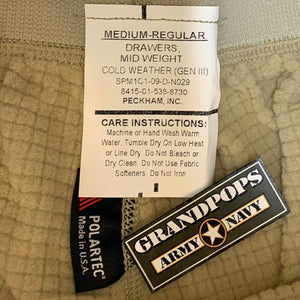 MEDIUM-REGULAR
DRAWERS,
MID WEIGHT
COLD WEATHER (GEN III)
SPM1C1-09-D-N029
8415-01-538-8730
PECKHAM, INC.
CARE INSTRUCTIONS:
Machine or Hand Wash Warm
Water, Tumble Dry On Low Heat
or Line Dry. Do Not Bleach or
Dry Clean. Do Not Use Fabric
Softeners. Do Not Iron
POLARTEC
Made in U.S.A.
GRANDPOPS
ARMY NAVY